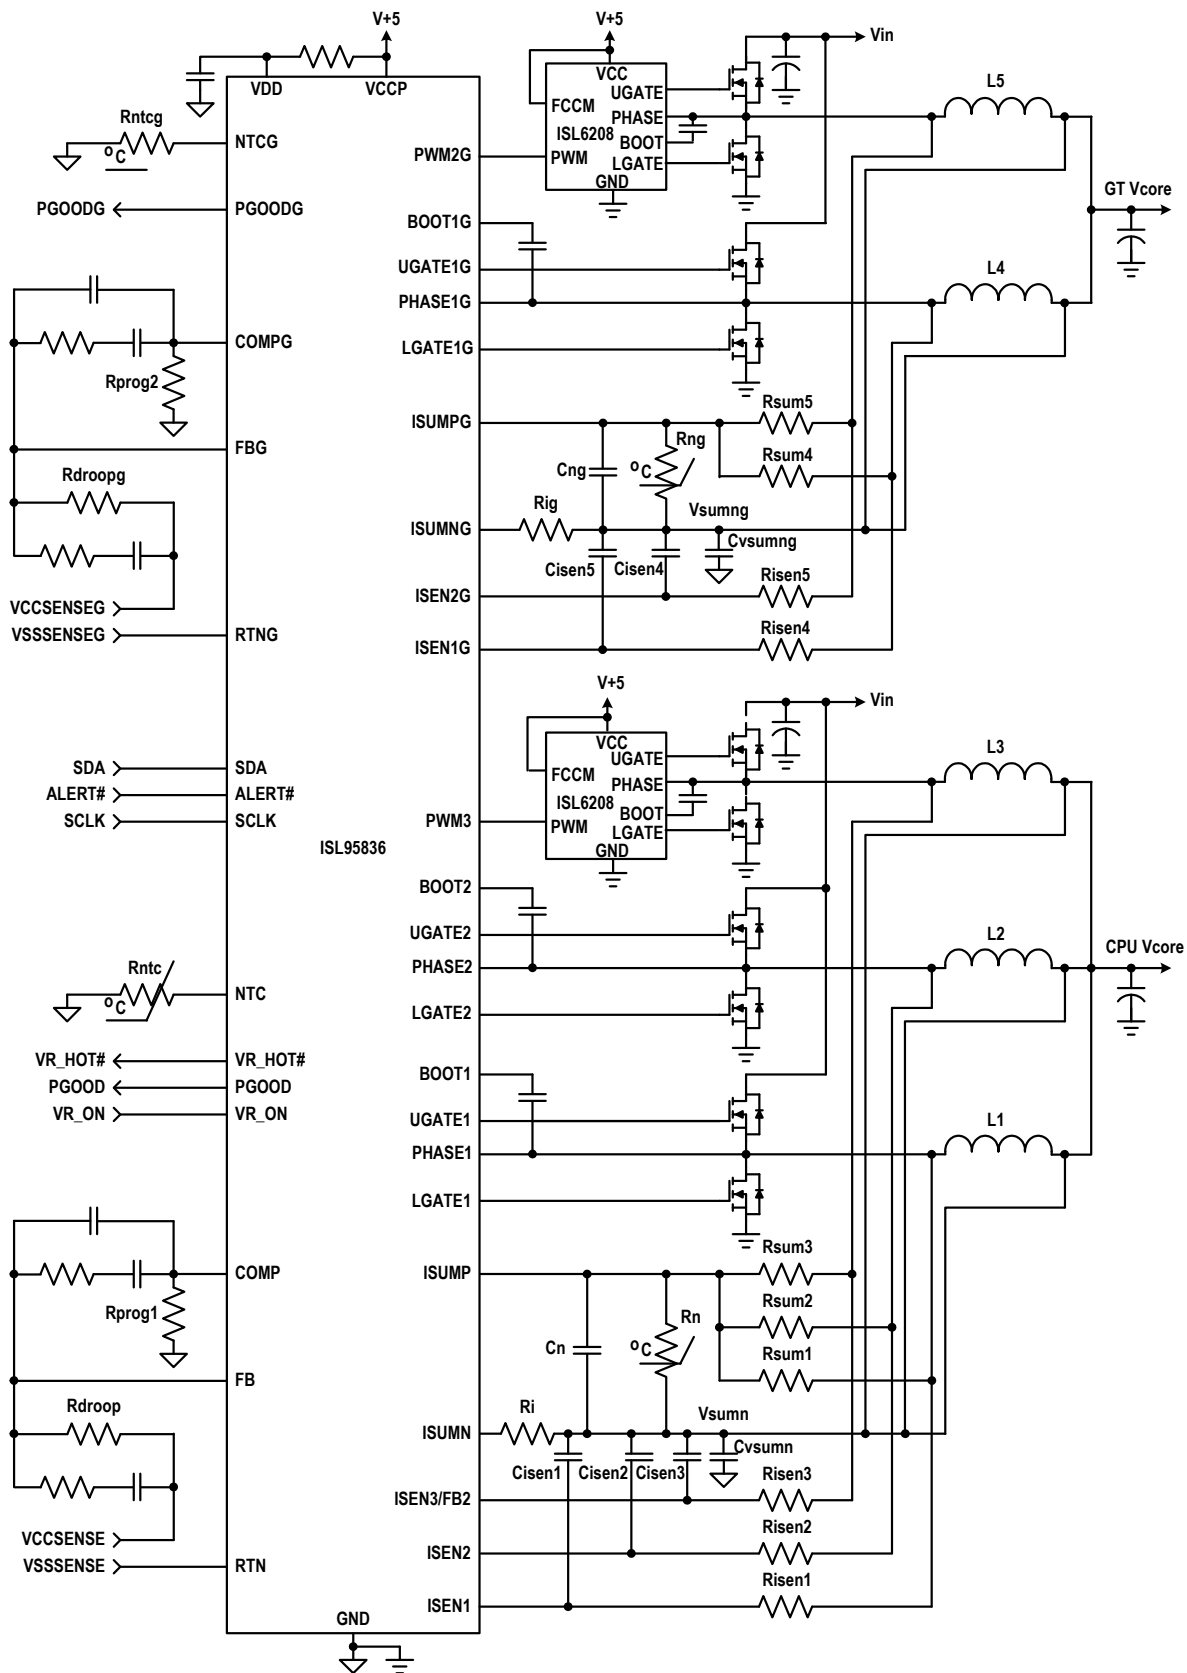 V+5
V+5
Vin
VDD
VCCP
VCC
UGATE
FCCM
PHASE
ISL6208
BOOT
PWM
LGATE
GND
L5
Rntcg
oC
NTCG
PWM2G
PGOODG
PGOODG
BOOT1G
GT Vcore
UGATE1G
L4
PHASE1G
COMPG
LGATE1G
Rprog2
ISUMPG
Rsum5
Rng
oC
Cng
Rsum4
FBG
Rdroopg
Vsumng
Rig
ISUMNG
Cvsumng
Cisen5
Cisen4
Risen5
ISEN2G
VCCSENSEG
VSSSENSEG
RTNG
Risen4
ISEN1G
V+5
Vin
VCC
UGATE
FCCM
PHASE
ISL6208
BOOT
PWM
LGATE
GND
L3
SDA
SDA
ALERT#
ALERT#
SCLK
SCLK
PWM3
ISL95836
BOOT2
UGATE2
L2
PHASE2
CPU Vcore
Rntc
oC
NTC
LGATE2
VR_HOT#
VR_HOT#
PGOOD
PGOOD
VR_ON
VR_ON
BOOT1
UGATE1
L1
PHASE1
LGATE1
COMP
Rprog1
ISUMP
Rsum3
Rsum2
Rn
oC
Cn
Rsum1
FB
Rdroop
Ri
Vsumn
ISUMN
Cvsumn
Cisen1
Cisen2
Cisen3
Risen3
ISEN3/FB2
Risen2
VCCSENSE
ISEN2
VSSSENSE
RTN
Risen1
ISEN1
GND